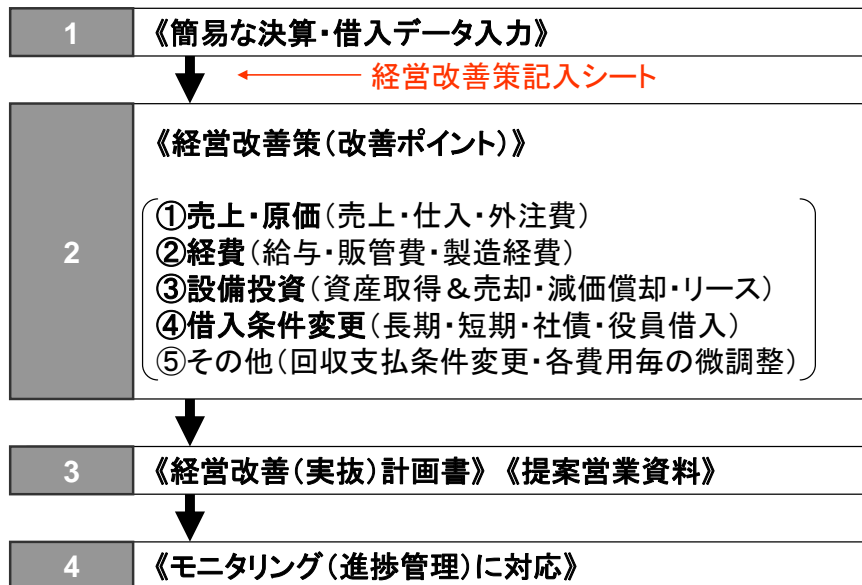 1 《簡易な決算・借入データ入力》
経営改善策記入シート
《経営改善策(改善ポイント)》
①売上・原価(売上・仕入・外注費)
②経費(給与・販管費・製造経費)
2 ③設備投資(資産取得＆売却・減価償却・リース)
④借入条件変更(長期・短期・社債・役員借入)
⑤その他(回収支払条件変更・各費用毎の微調整)
3 《経営改善(実抜)計画書》《提案営業資料》
4 《モニタリング(進捗管理)に対応》